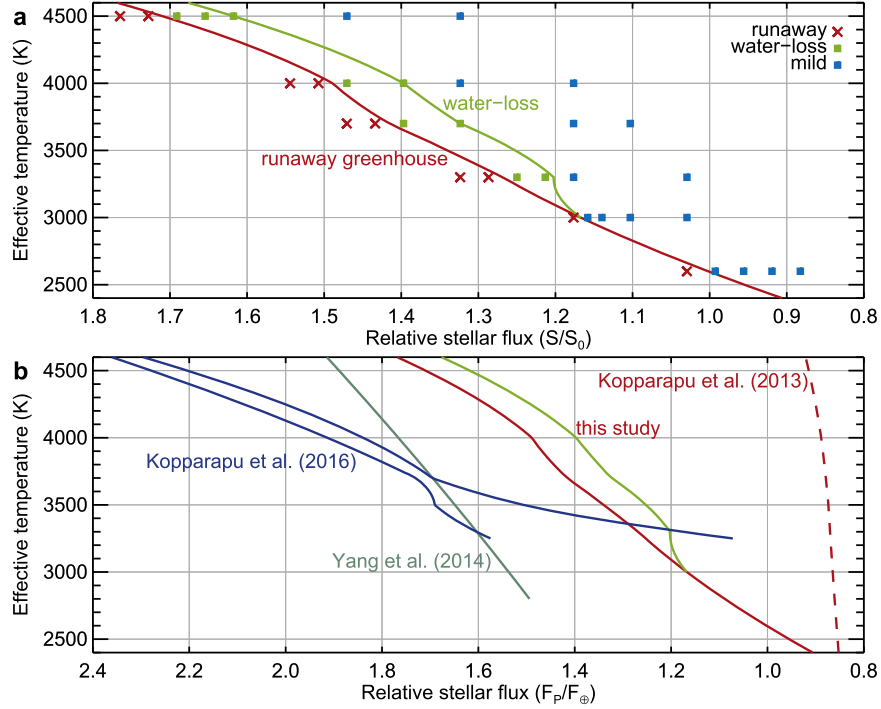 a
4500
4000
3500
3000
2500
Effective temperature (K)
runaway
water−loss
mild
water−loss
runaway greenhouse
1.8 1.7 1.6 1.5 1.4 1.3 1.2 1.1 1.0 0.9 0.8
Relative stellar flux (S/S₀)
b
4500
4000
3500
3000
2500
Effective temperature (K)
Kopparapu et al. (2013)
this study
Kopparapu et al. (2016)
Yang et al. (2014)
2.4 2.2 2.0 1.8 1.6 1.4 1.2 1.0 0.8
Relative stellar flux (F_P/F_⊕)